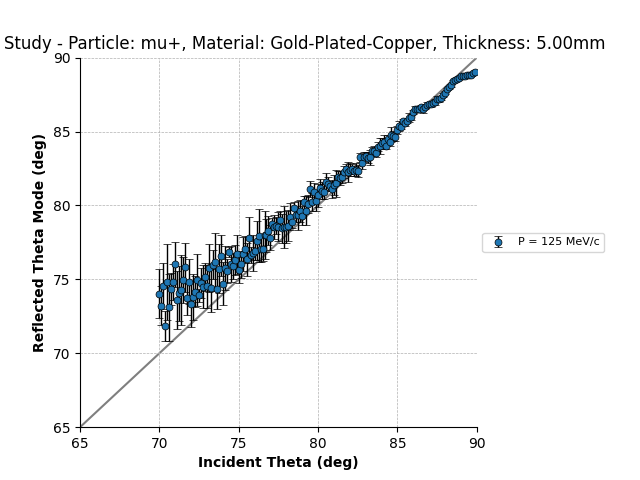 Study - Particle: mu+, Material: Gold-Plated-Copper, Thickness: 5.00mm
90
85
80
75
70
65
Reflected Theta Mode (deg)
65 70 75 80 85 90
Incident Theta (deg)
P = 125 MeV/c